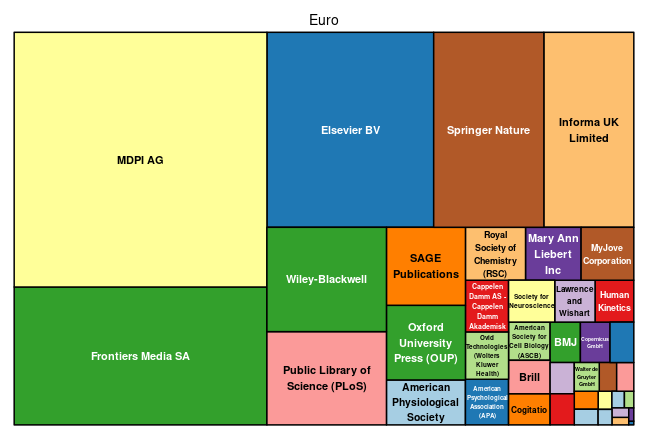 Euro
MDPI AG
Elsevier BV
Springer Nature
Informa UK
Limited
Frontiers Media SA
Wiley-Blackwell
Public Library of
Science (PLoS)
SAGE
Publications
Oxford
University
Press (OUP)
American
Physiological
Society
Royal
Society of
Chemistry
(RSC)
Mary Ann
Liebert
Inc
MyJove
Corporation
Cappelen
Damm AS -
Cappelen
Damm
Akademisk
Society for
Neuroscience
Lawrence
and
Wishart
Human
Kinetics
Ovid
Technologies
(Wolters
Kluwer
Health)
American
Society for
Cell Biology
(ASCB)
BMJ
Copernicus
GmbH
American
Psychological
Association
(APA)
Brill
Walter de
Gruyter
GmbH
Cogitatio